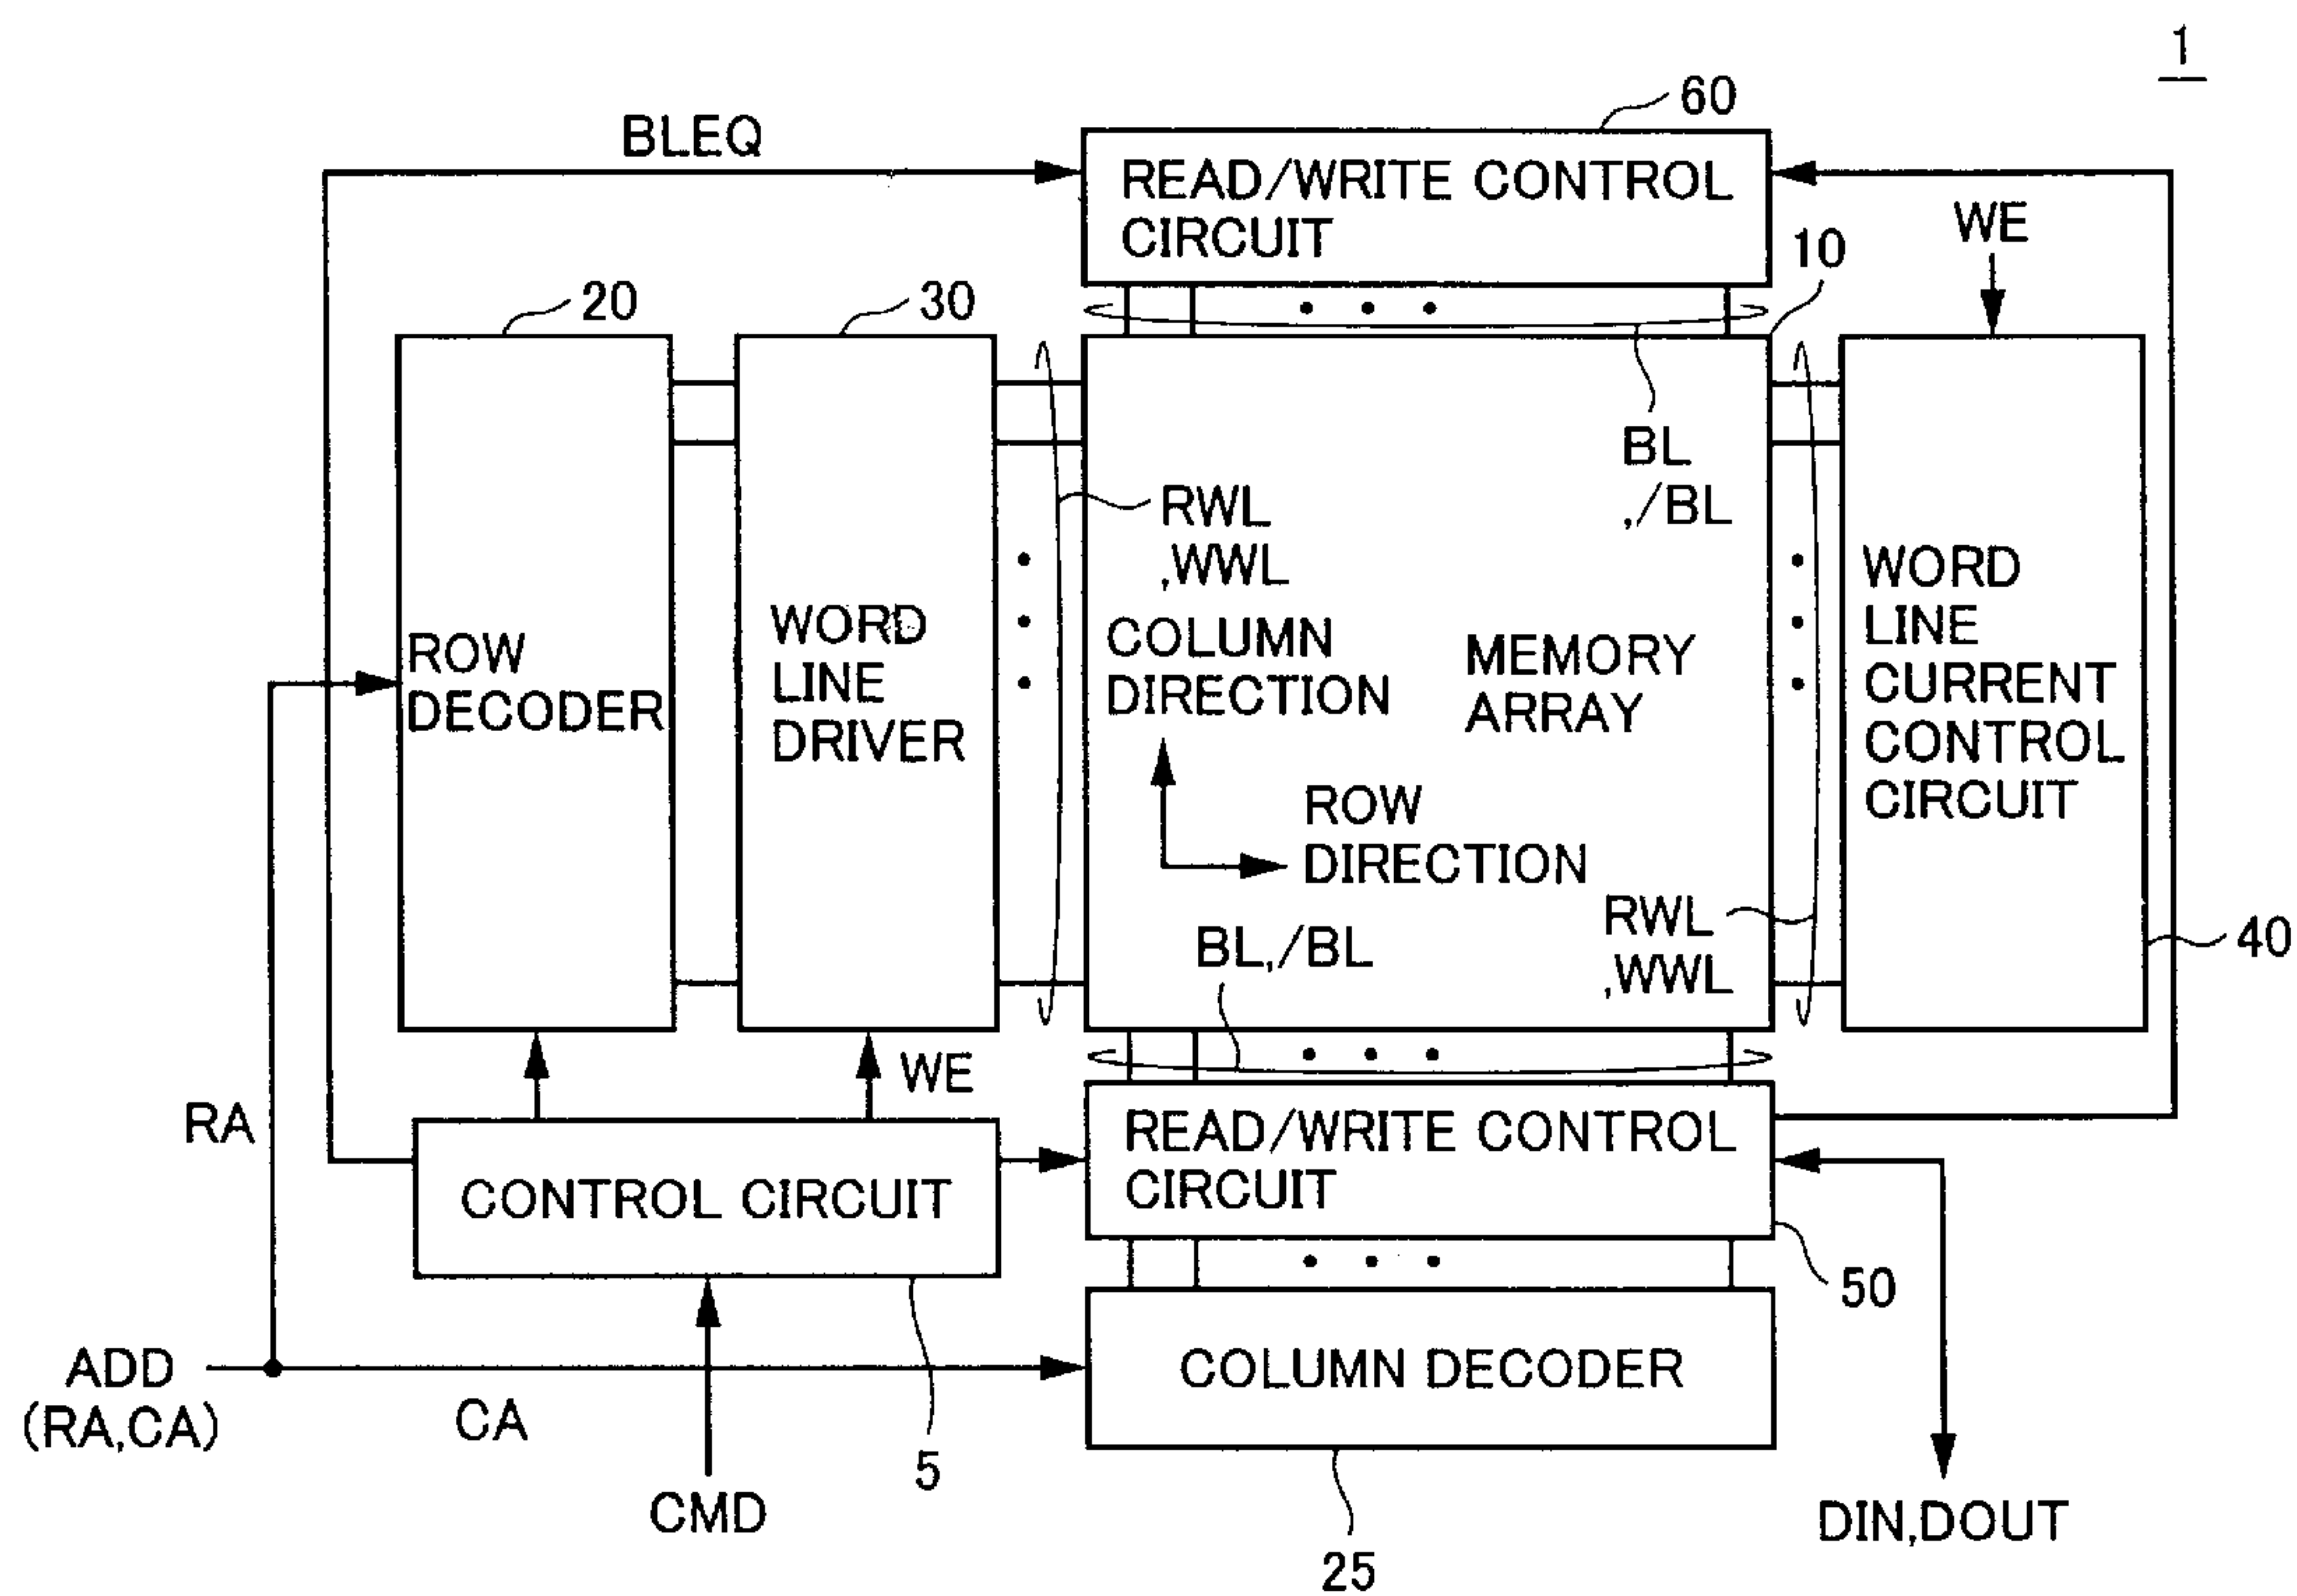 1
60
BLEQ
READ/WRITE CONTROL
CIRCUIT
WE
10
20
30
BL
,/BL
RWL
,WWL
WORD
LINE
CURRENT
CONTROL
CIRCUIT
ROW
DECODER
WORD
LINE
DRIVER
COLUMN
DIRECTION
MEMORY
ARRAY
ROW
DIRECTION
RWL
,WWL
BL,/BL
40
WE
RA
CONTROL CIRCUIT
READ/WRITE CONTROL
CIRCUIT
50
ADD
(RA,CA)
CA
COLUMN DECODER
5
CMD
25
DIN,DOUT